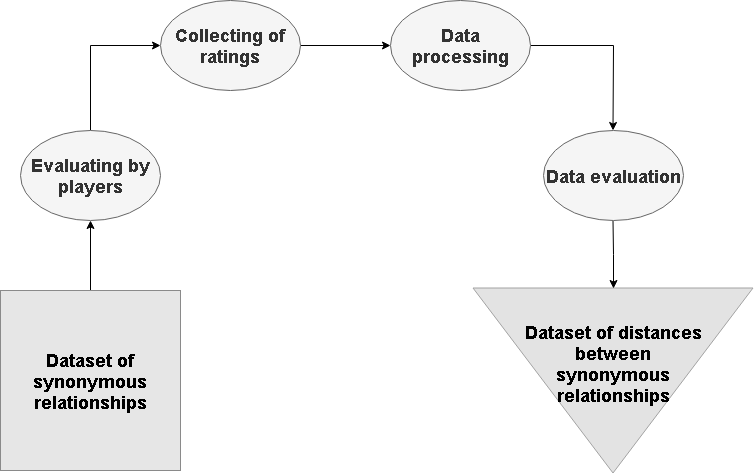 Collecting of
ratings
Data
processing
Evaluating by
players
Data evaluation
Dataset of
synonymous
relationships
Dataset of distances
between
synonymous
relationships